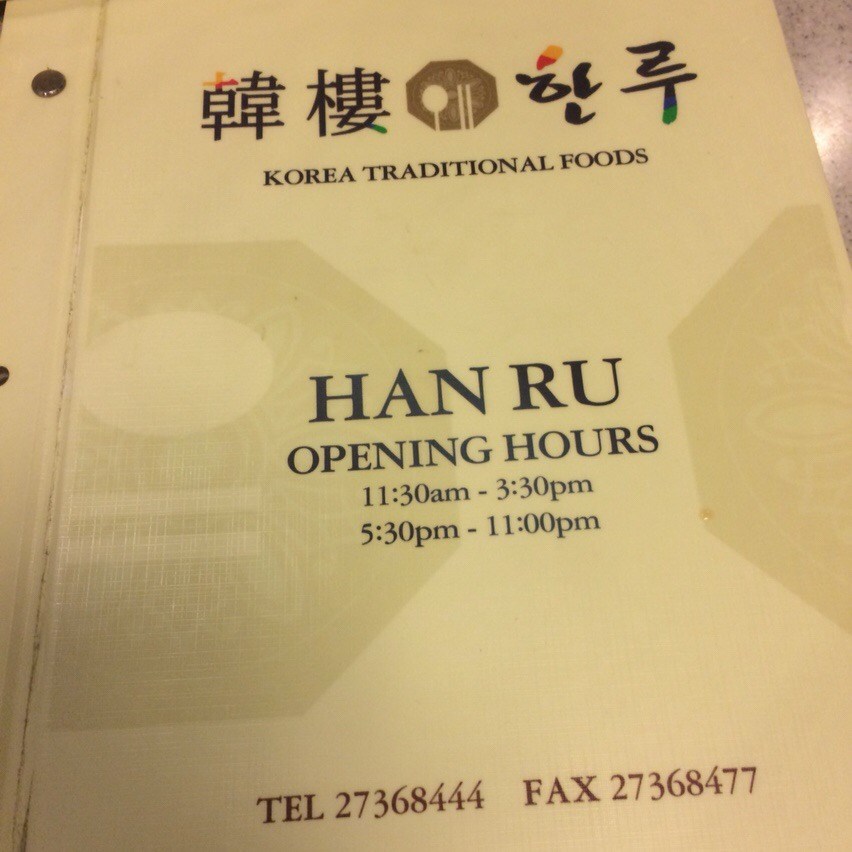 韓樓 한루
KOREA TRADITIONAL FOODS
HAN RU
OPENING HOURS
11:30am - 3:30pm
5:30pm - 11:00pm
TEL 27368444 FAX 27368477